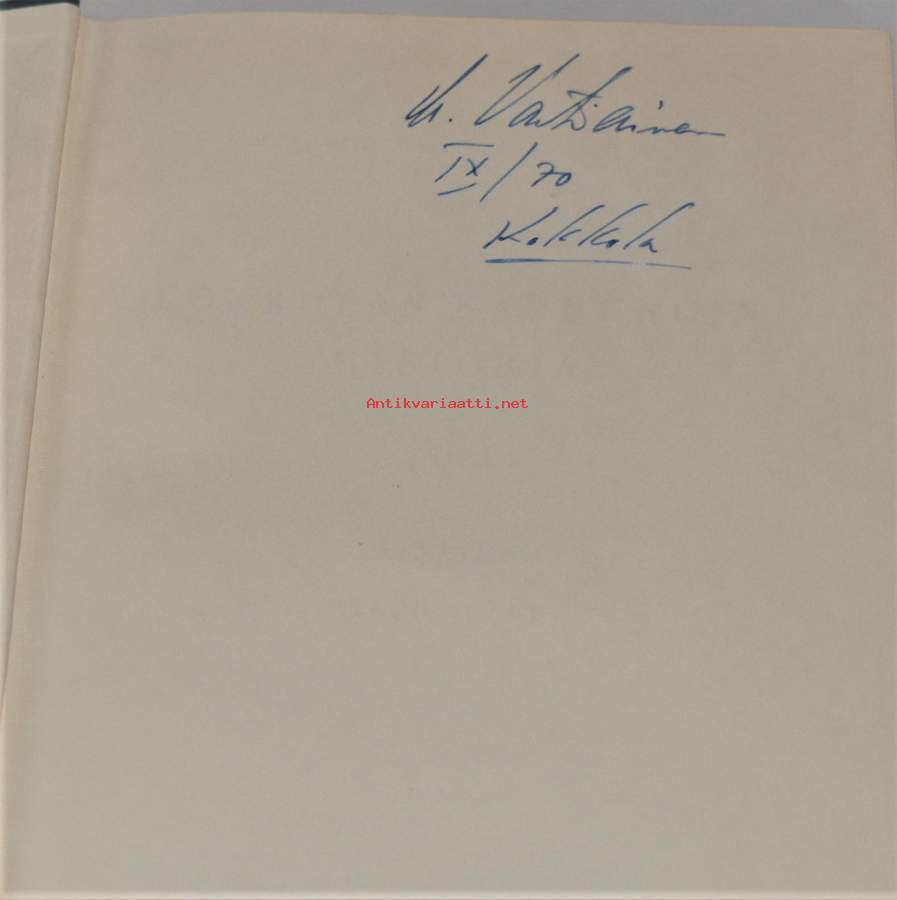 M. Vartiainen
IX/70
Kokkola
Antikvariaatti.net